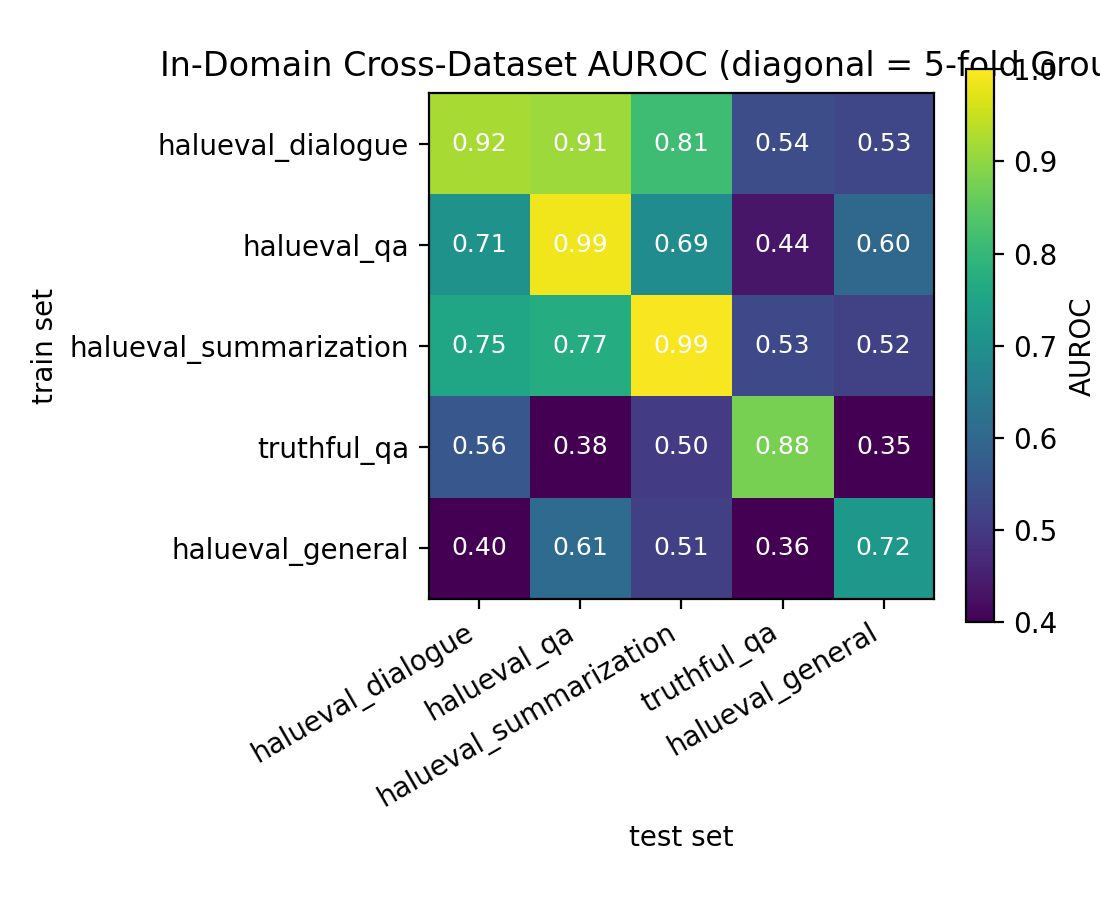 In-Domain Cross-Dataset AUROC (diagonal = 5-fold Grou
halueval_dialogue 0.92 0.91 0.81 0.54 0.53
halueval_qa 0.71 0.99 0.69 0.44 0.60
halueval_summarization 0.75 0.77 0.99 0.53 0.52
truthful_qa 0.56 0.38 0.50 0.88 0.35
halueval_general 0.40 0.61 0.51 0.36 0.72
train set
halueval_dialogue
halueval_qa
halueval_summarization
truthful_qa
halueval_general
test set
1.0
0.9
0.8
0.7
0.6
0.5
0.4
AUROC